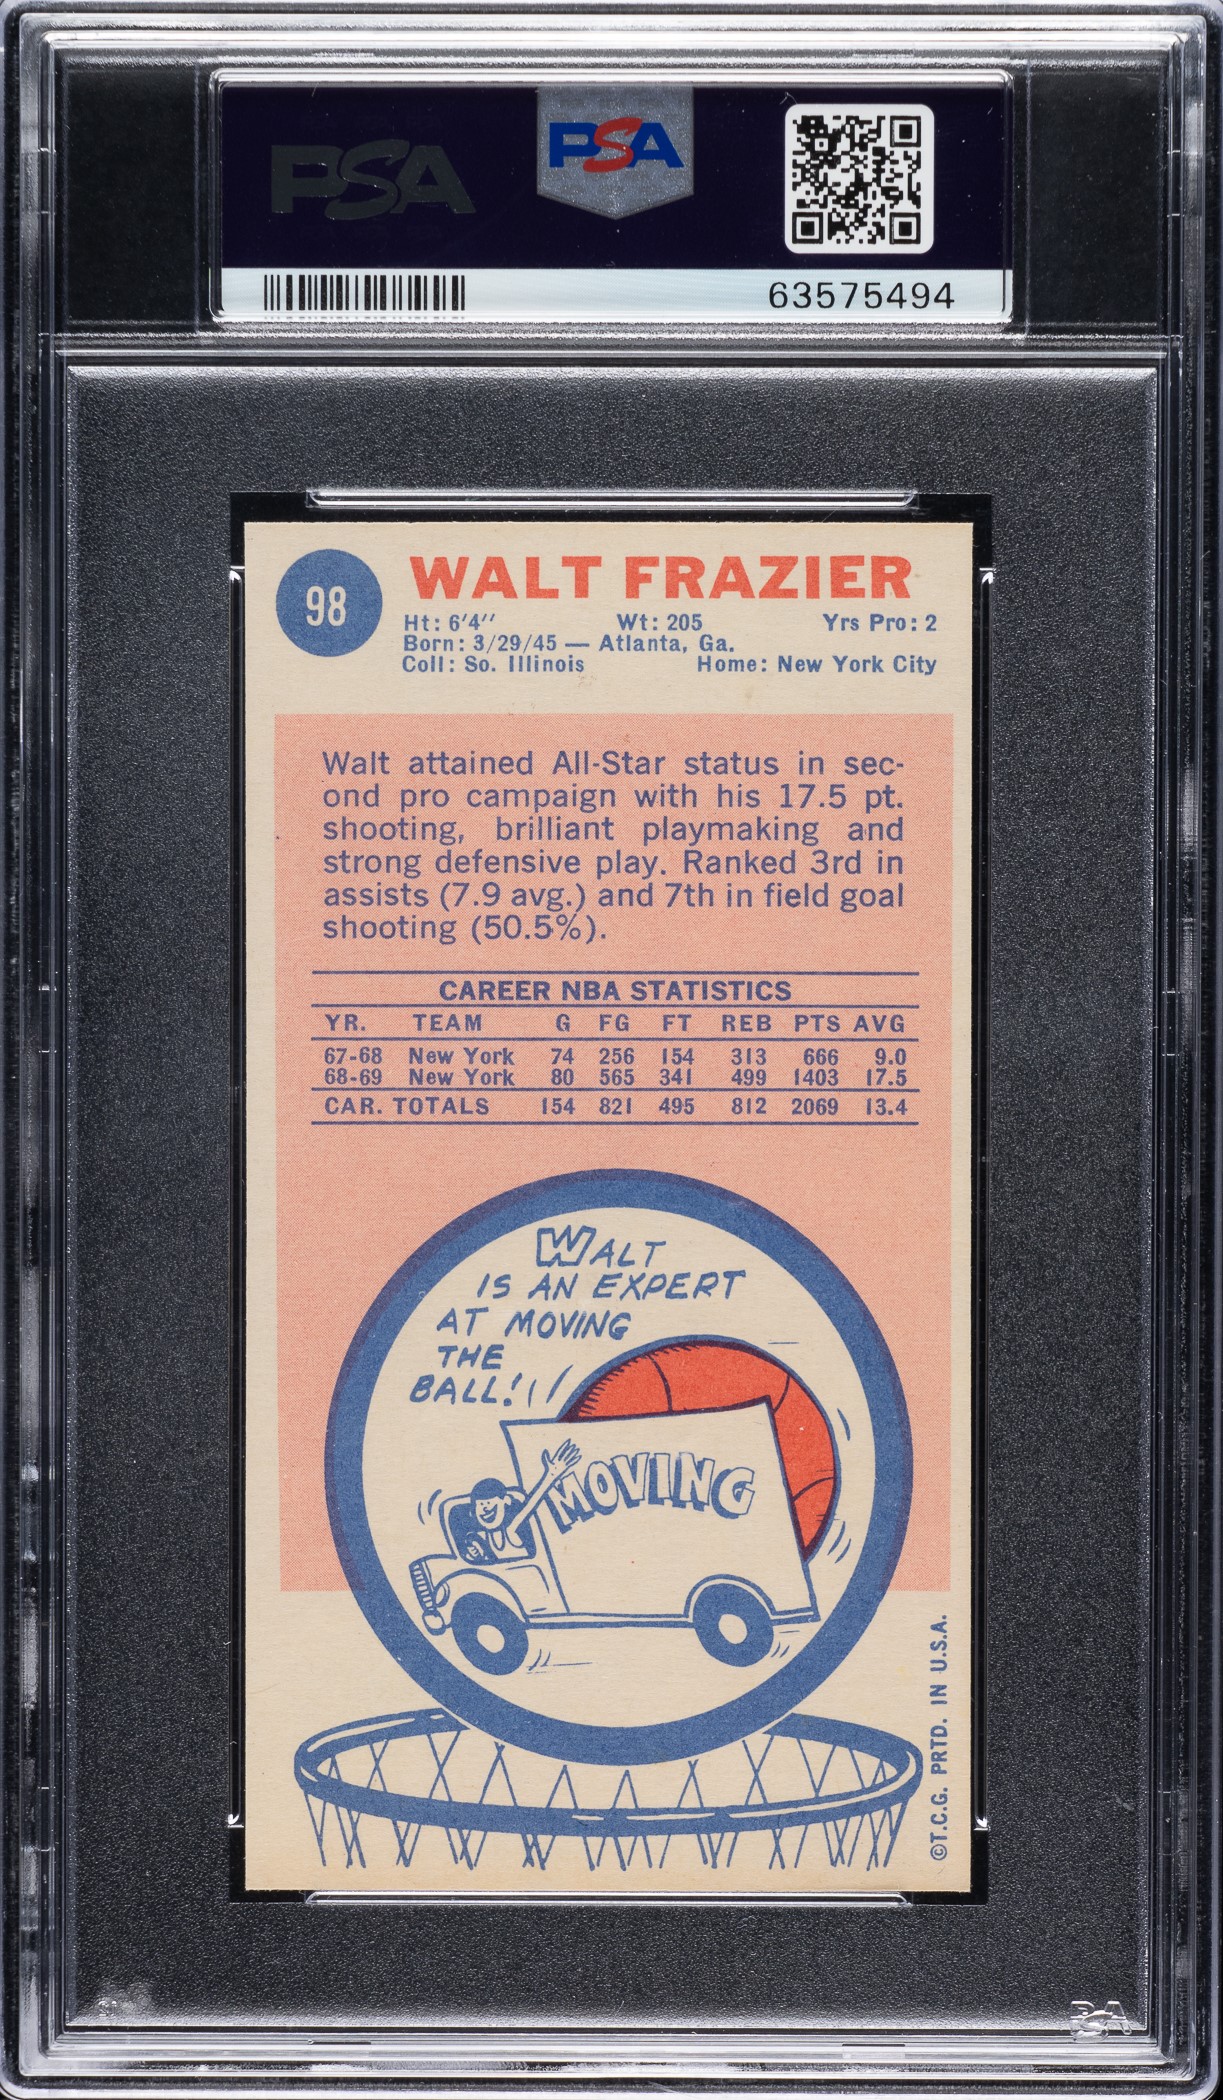 PSA
PSA
63575494
98
WALT FRAZIER
Ht: 6'4" Wt: 205 Yrs Pro: 2
Born: 3/29/45 — Atlanta, Ga.
Coll: So. Illinois Home: New York City
Walt attained All-Star status in sec-
ond pro campaign with his 17.5 pt.
shooting, brilliant playmaking and
strong defensive play. Ranked 3rd in
assists (7.9 avg.) and 7th in field goal
shooting (50.5%).
CAREER NBA STATISTICS
YR. TEAM G FG FT REB PTS AVG
67-68 New York 74 256 154 313 666 9.0
68-69 New York 80 565 341 499 1403 17.5
CAR. TOTALS 154 821 495 812 2069 13.4
WALT
IS AN EXPERT
AT MOVING
THE
BALL!
MOVING
©T.C.G. PRTD. IN U.S.A.
PSA